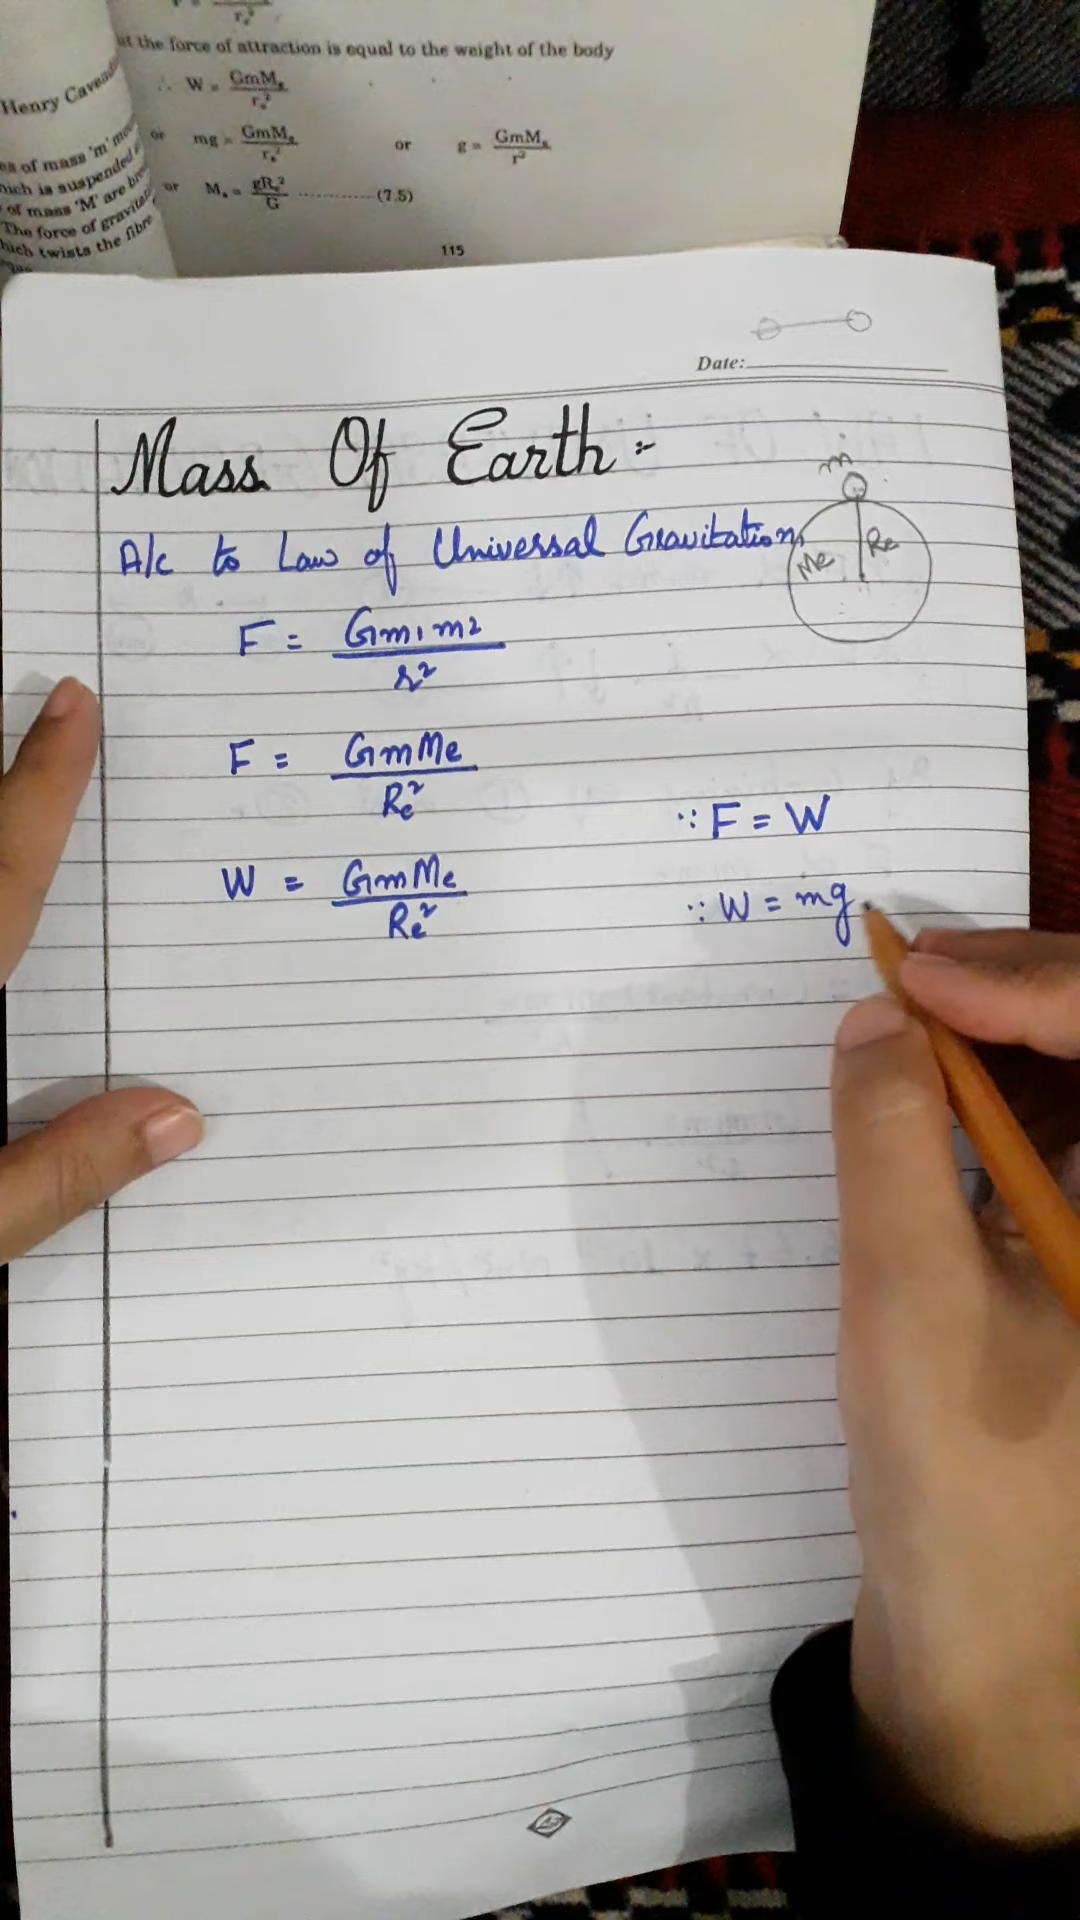 at the force of attraction is equal to the weight of the body
∴ W = GmMₑ / rₑ²
or mg = GmMₑ / rₑ² or g = GmMₑ / r²
or Mₑ = gRₑ² / G ............ (7.5)
115
Henry
of mass 'm'
which is suspended
of mass 'M' are
The force of
which twists the fibre
Date:
Mass Of Earth :-
A/c to Law of Universal Gravitation,
m
Me
Re
F = Gm₁m₂ / r²
F = GmMe / Re²
∵ F = W
W = GmMe / Re²
∵ W = mg